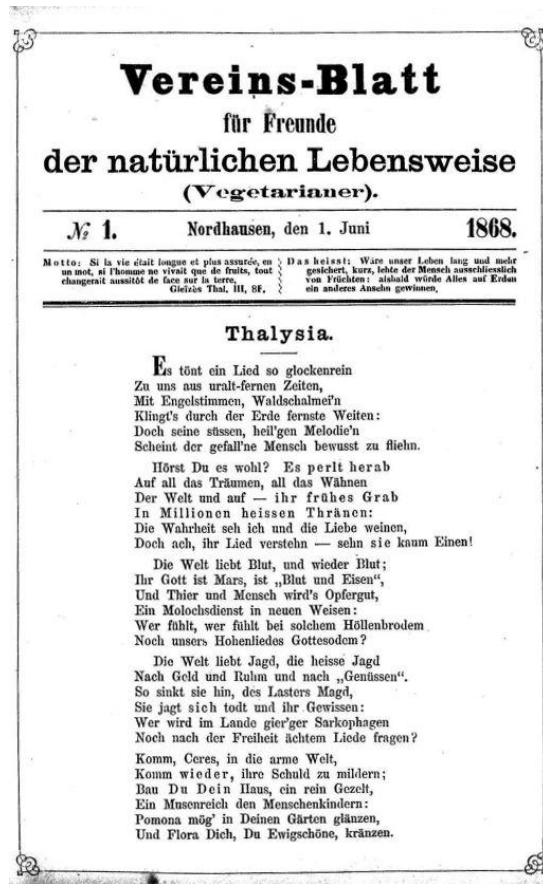 Vereins-Blatt
für Freunde
der natürlichen Lebensweise
(Vegetarianer).
№ 1.	Nordhausen, den 1. Juni	1868.
Motto: Si la vie était longue et plus assurée, en
un mot, si l'homme ne vivait que de fruits, tout
changerait aussitôt de face sur la terre.
Gleïzès Thal. III, 8f.
Das heisst: Wäre unser Leben lang und mehr
gesichert, kurz, lebte der Mensch ausschliesslich
von Früchten: alsbald würde Alles auf Erden
ein anderes Ansehn gewinnen.
Thalysia.
Es tönt ein Lied so glockenrein
Zu uns aus uralt-fernen Zeiten,
Mit Engelstimmen, Waldschalmei'n
Klingt's durch der Erde fernste Weiten:
Doch seine süssen, heil'gen Melodie'n
Scheint der gefall'ne Mensch bewusst zu fliehn.
Hörst Du es wohl? Es perlt herab
Auf all das Träumen, all das Wähnen
Der Welt und auf — ihr frühes Grab
In Millionen heissen Thränen:
Die Wahrheit seh ich und die Liebe weinen,
Doch ach, ihr Lied verstehn — sehn sie kaum Einen!
Die Welt liebt Blut, und wieder Blut;
Ihr Gott ist Mars, ist „Blut und Eisen“,
Und Thier und Mensch wird's Opfergut,
Ein Molochsdienst in neuen Weisen:
Wer fühlt, wer fühlt bei solchem Höllenbrodem
Noch unsers Hohenliedes Gottesodem?
Die Welt liebt Jagd, die heisse Jagd
Nach Geld und Ruhm und nach „Genüssen“.
So sinkt sie hin, des Lasters Magd,
Sie jagt sich todt und ihr Gewissen:
Wer wird im Lande gier'ger Sarkophagen
Noch nach der Freiheit ächtem Liede fragen?
Komm, Ceres, in die arme Welt,
Komm wieder, ihre Schuld zu mildern;
Bau Du Dein Haus, ein rein Gezelt,
Ein Musenreich den Menschenkindern:
Pomona mög' in Deinen Gärten glänzen,
Und Flora Dich, Du Ewigschöne, kränzen.